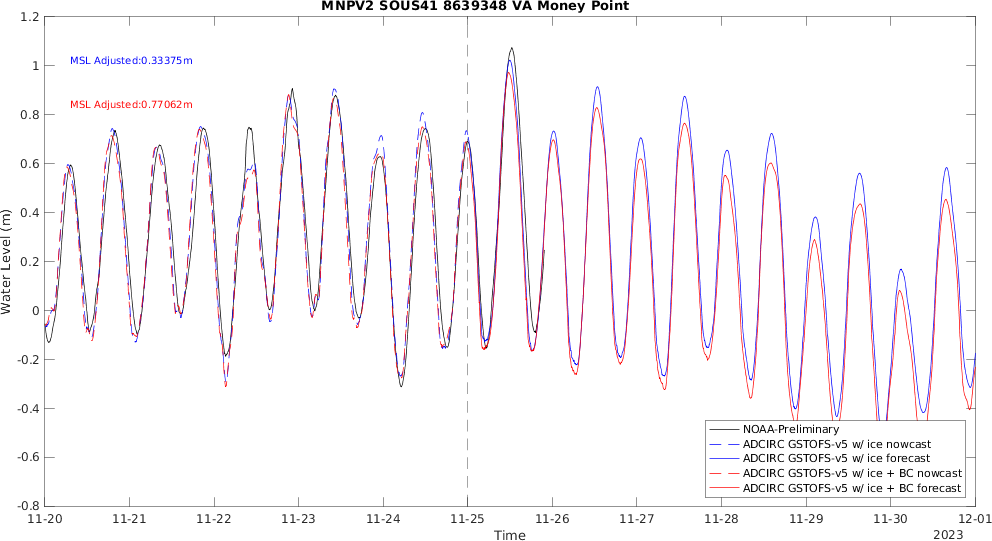 MNPV2 SOUS41 8639348 VA Money Point
1.2
1
0.8
0.6
0.4
0.2
0
-0.2
-0.4
-0.6
-0.8
Water Level (m)
MSL Adjusted:0.33375m
MSL Adjusted:0.77062m
NOAA-Preliminary
ADCIRC GSTOFS-v5 w/ ice nowcast
ADCIRC GSTOFS-v5 w/ ice forecast
ADCIRC GSTOFS-v5 w/ ice + BC nowcast
ADCIRC GSTOFS-v5 w/ ice + BC forecast
11-20 11-21 11-22 11-23 11-24 11-25 11-26 11-27 11-28 11-29 11-30 12-01
Time
2023